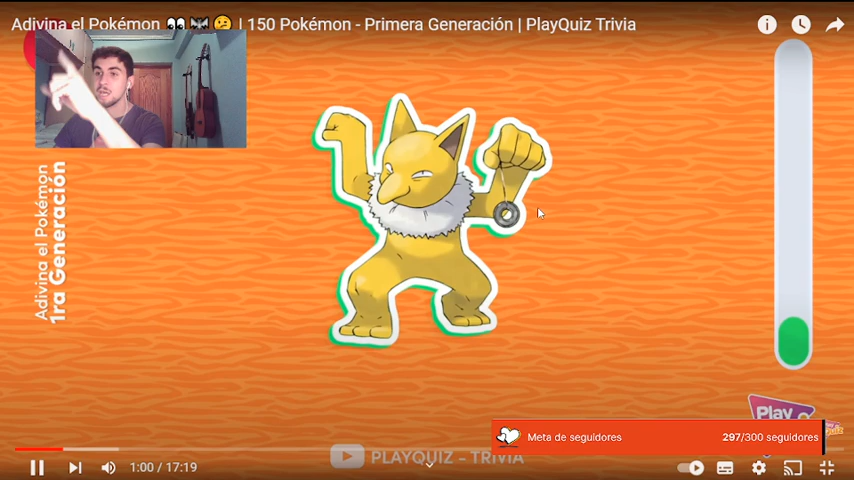 Adivina el Pokémon 👀🐺🤔 | 150 Pokémon - Primera Generación | PlayQuiz Trivia
Adivina el Pokémon
1ra Generación
Play
Meta de seguidores
297/300 seguidores
PLAYQUIZ – TRIVIA
1:00 / 17:19